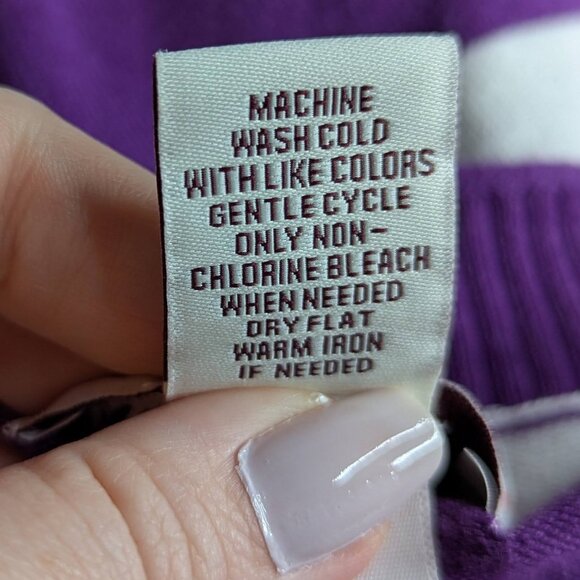 MACHINE
WASH COLD
WITH LIKE COLORS
GENTLE CYCLE
ONLY NON-
CHLORINE BLEACH
WHEN NEEDED
DRY FLAT
WARM IRON
IF NEEDED